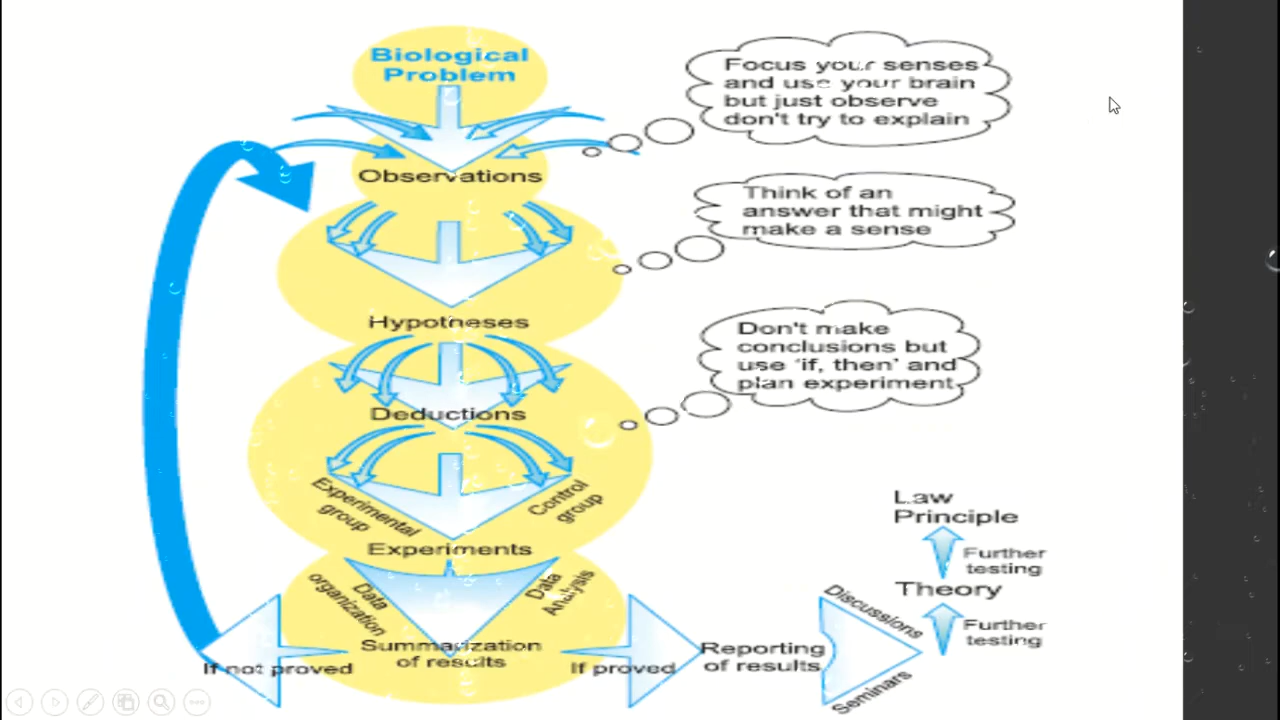 Biological
Problem
Focus your senses
and use your brain
but just observe
don't try to explain
Observations
Think of an
answer that might
make a sense
Hypotheses
Don't make
conclusions but
use 'if, then' and
plan experiment
Deductions
Experimental
group
Control
group
Experiments
Data
organization
Data
Analysis
Summarization
of results
If not proved
If proved
Reporting
of results
Discussions
Seminars
Law
Principle
Further
testing
Theory
Further
testing